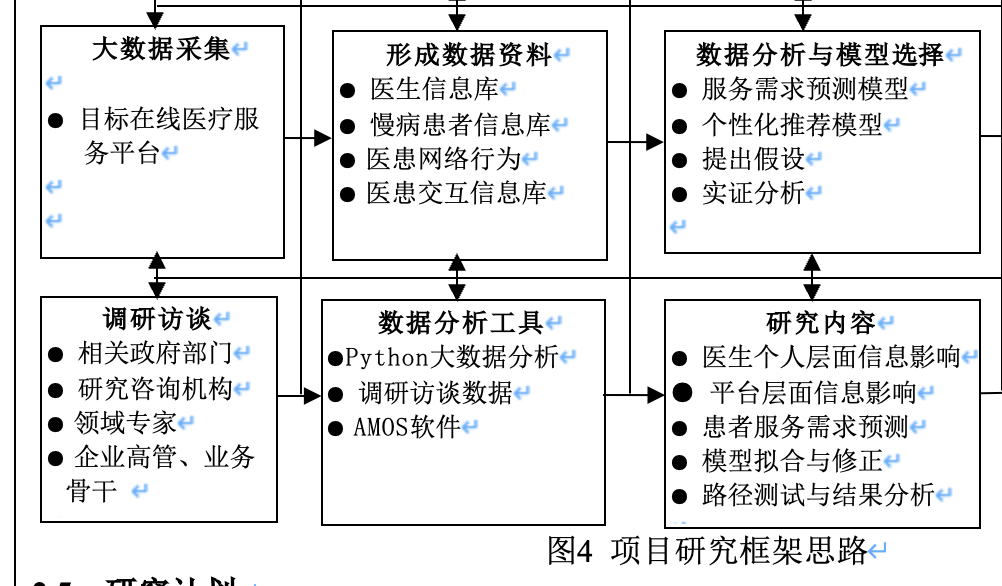 大数据采集
● 目标在线医疗服
务平台
形成数据资料
● 医生信息库
● 慢病患者信息库
● 医患网络行为
● 医患交互信息库
数据分析与模型选择
● 服务需求预测模型
● 个性化推荐模型
● 提出假设
● 实证分析
调研访谈
● 相关政府部门
● 研究咨询机构
● 领域专家
● 企业高管、业务
骨干
数据分析工具
●Python大数据分析
● 调研访谈数据
● AMOS软件
研究内容
● 医生个人层面信息影响
● 平台层面信息影响
● 患者服务需求预测
● 模型拟合与修正
● 路径测试与结果分析
图4 项目研究框架思路